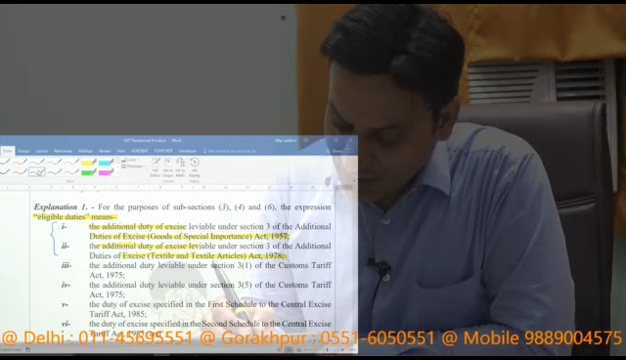 Explanation 1. - For the purposes of sub-sections (3), (4) and (6), the expression
"eligible duties" means-
i- the additional duty of excise leviable under section 3 of the Additional
Duties of Excise (Goods of Special Importance) Act, 1957;
ii- the additional duty of excise leviable under section 3 of the Additional
Duties of Excise (Textile and Textile Articles) Act, 1978;
iii- the additional duty leviable under section 3(1) of the Customs Tariff
Act, 1975;
iv- the additional duty leviable under section 3(5) of the Customs Tariff
Act, 1975;
v- the duty of excise specified in the First Schedule to the Central Excise
Tariff Act, 1985;
vi- the duty of excise specified in the Second Schedule to the Central Excise
@ Delhi : 011-45695551 @ Gorakhpur : 0551-6050551 @ Mobile 9889004575